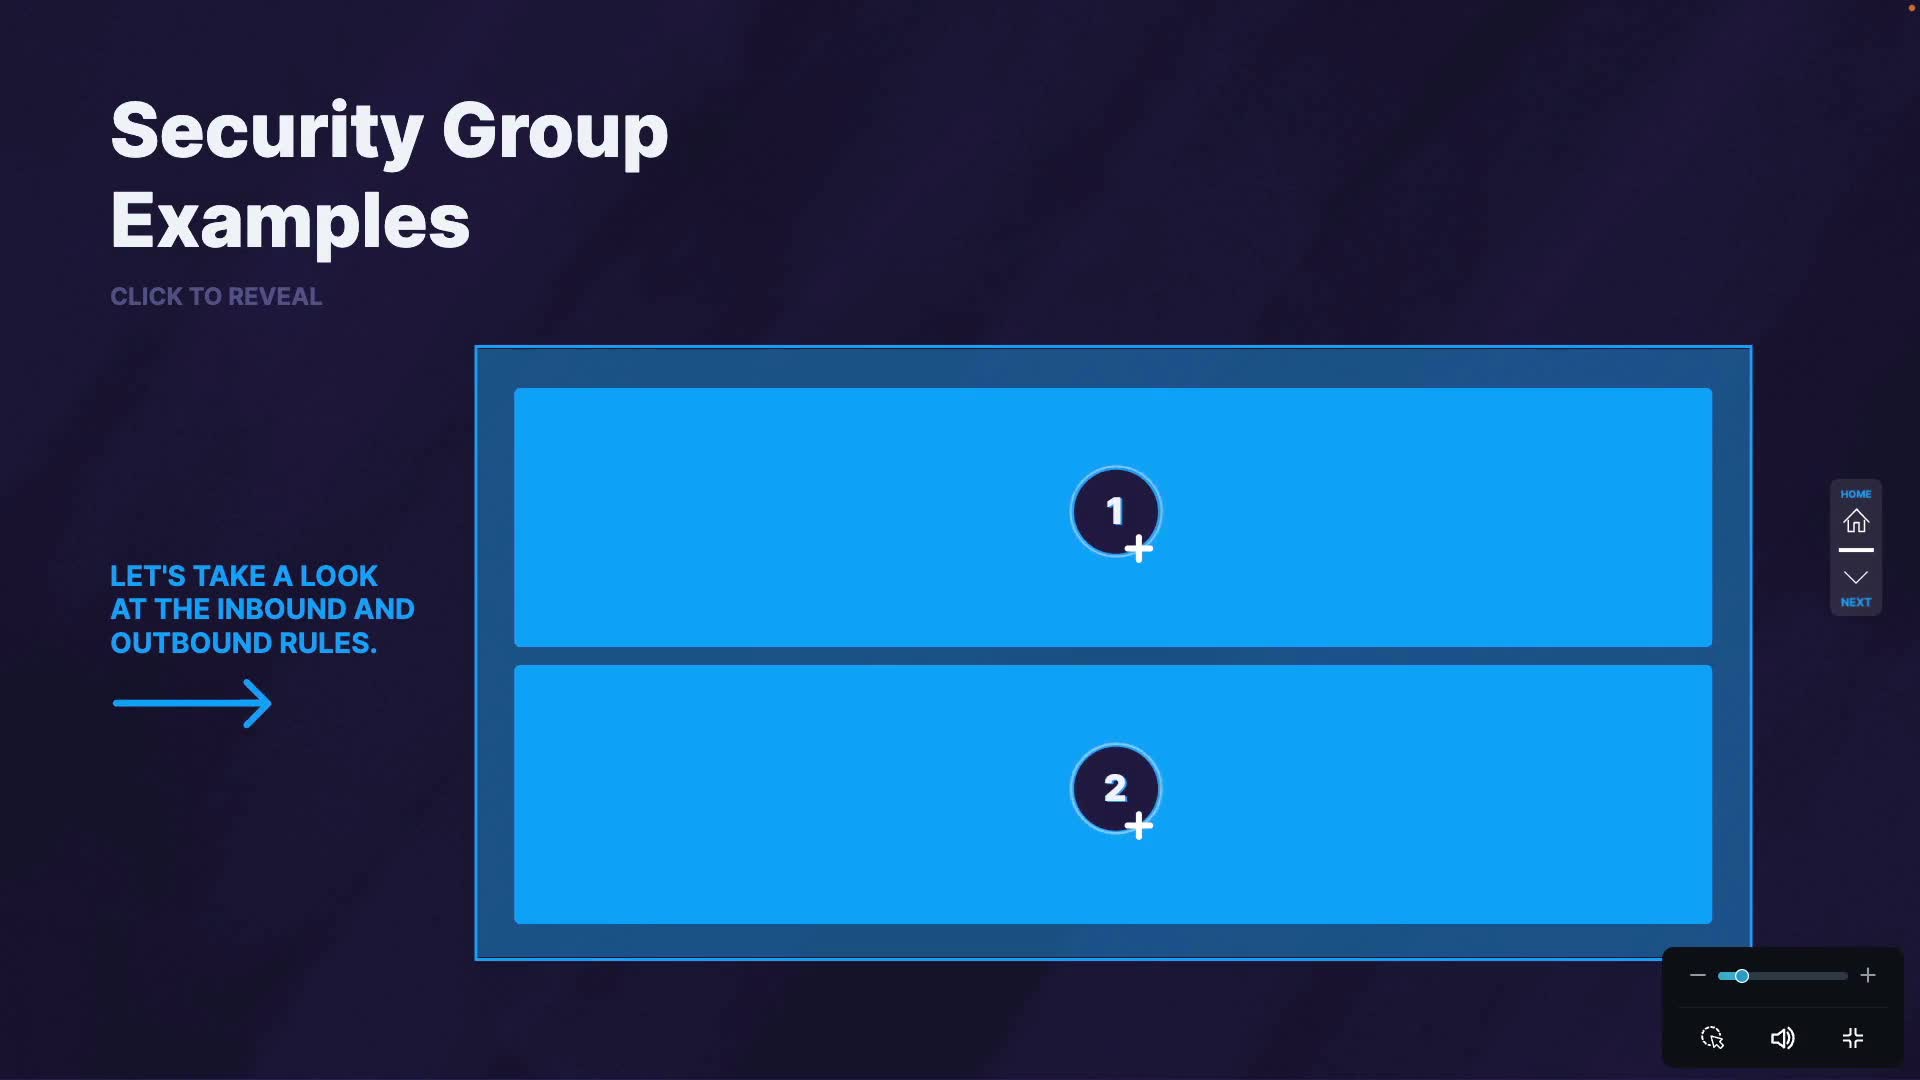 Security Group
Examples
CLICK TO REVEAL
LET'S TAKE A LOOK
AT THE INBOUND AND
OUTBOUND RULES.
1
2
HOME
NEXT